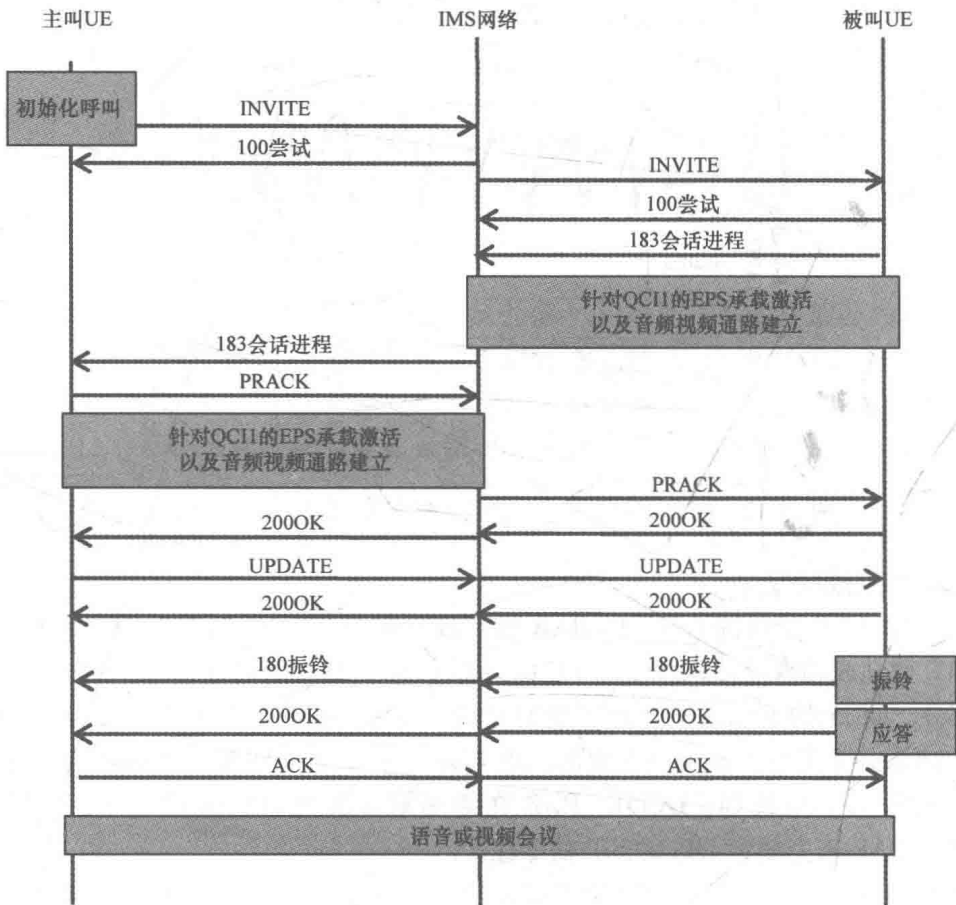 主叫UE
IMS网络
被叫UE
初始化呼叫
INVITE
100尝试
INVITE
100尝试
183会话进程
针对QCI1的EPS承载激活
以及音频视频通路建立
183会话进程
PRACK
针对QCI1的EPS承载激活
以及音频视频通路建立
PRACK
200OK
200OK
UPDATE
UPDATE
200OK
200OK
180振铃
180振铃
振铃
200OK
200OK
应答
ACK
ACK
语音或视频会议